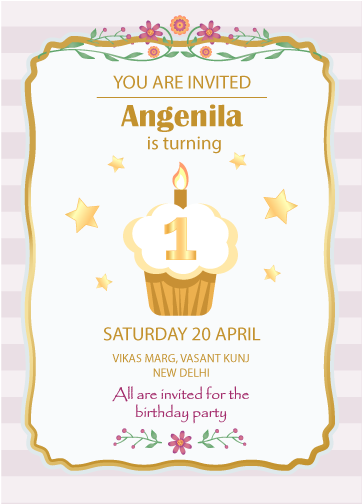 YOU ARE INVITED
Angenila
is turning
1
SATURDAY 20 APRIL
VIKAS MARG, VASANT KUNJ
NEW DELHI
All are invited for the
birthday party